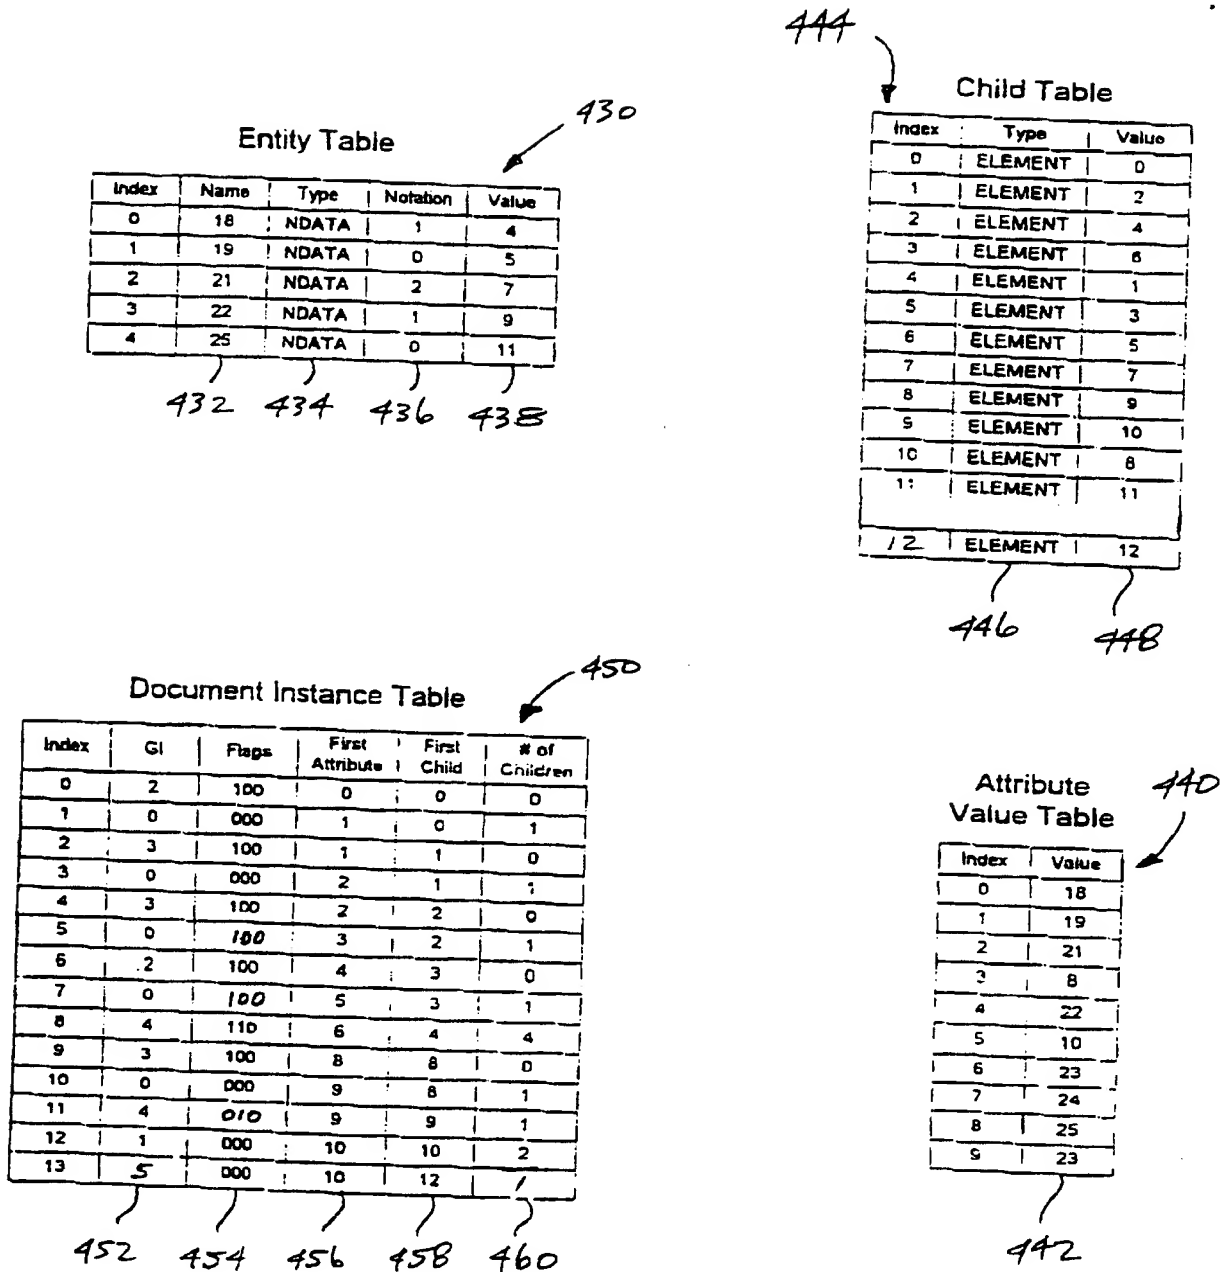 430
Entity Table
Index Name Type Notation Value
0 18 NDATA 1 4
1 19 NDATA 0 5
2 21 NDATA 2 7
3 22 NDATA 1 9
4 25 NDATA 0 11
432 434 436 438
444
Child Table
Index Type Value
0 ELEMENT 0
1 ELEMENT 2
2 ELEMENT 4
3 ELEMENT 6
4 ELEMENT 1
5 ELEMENT 3
6 ELEMENT 5
7 ELEMENT 7
8 ELEMENT 9
9 ELEMENT 10
10 ELEMENT 8
11 ELEMENT 11
12 ELEMENT 12
446 448
450
Document Instance Table
Index GI Flags First Attribute First Child # of Children
0 2 100 0 0 0
1 0 000 1 0 1
2 3 100 1 1 0
3 0 000 2 1 1
4 3 100 2 2 0
5 0 100 3 2 1
6 2 100 4 3 0
7 0 100 5 3 1
8 4 110 6 4 4
9 3 100 8 8 0
10 0 000 9 8 1
11 4 010 9 9 1
12 1 000 10 10 2
13 5 000 10 12 1
452 454 456 458 460
440
Attribute
Value Table
Index Value
0 18
1 19
2 21
3 8
4 22
5 10
6 23
7 24
8 25
9 23
442